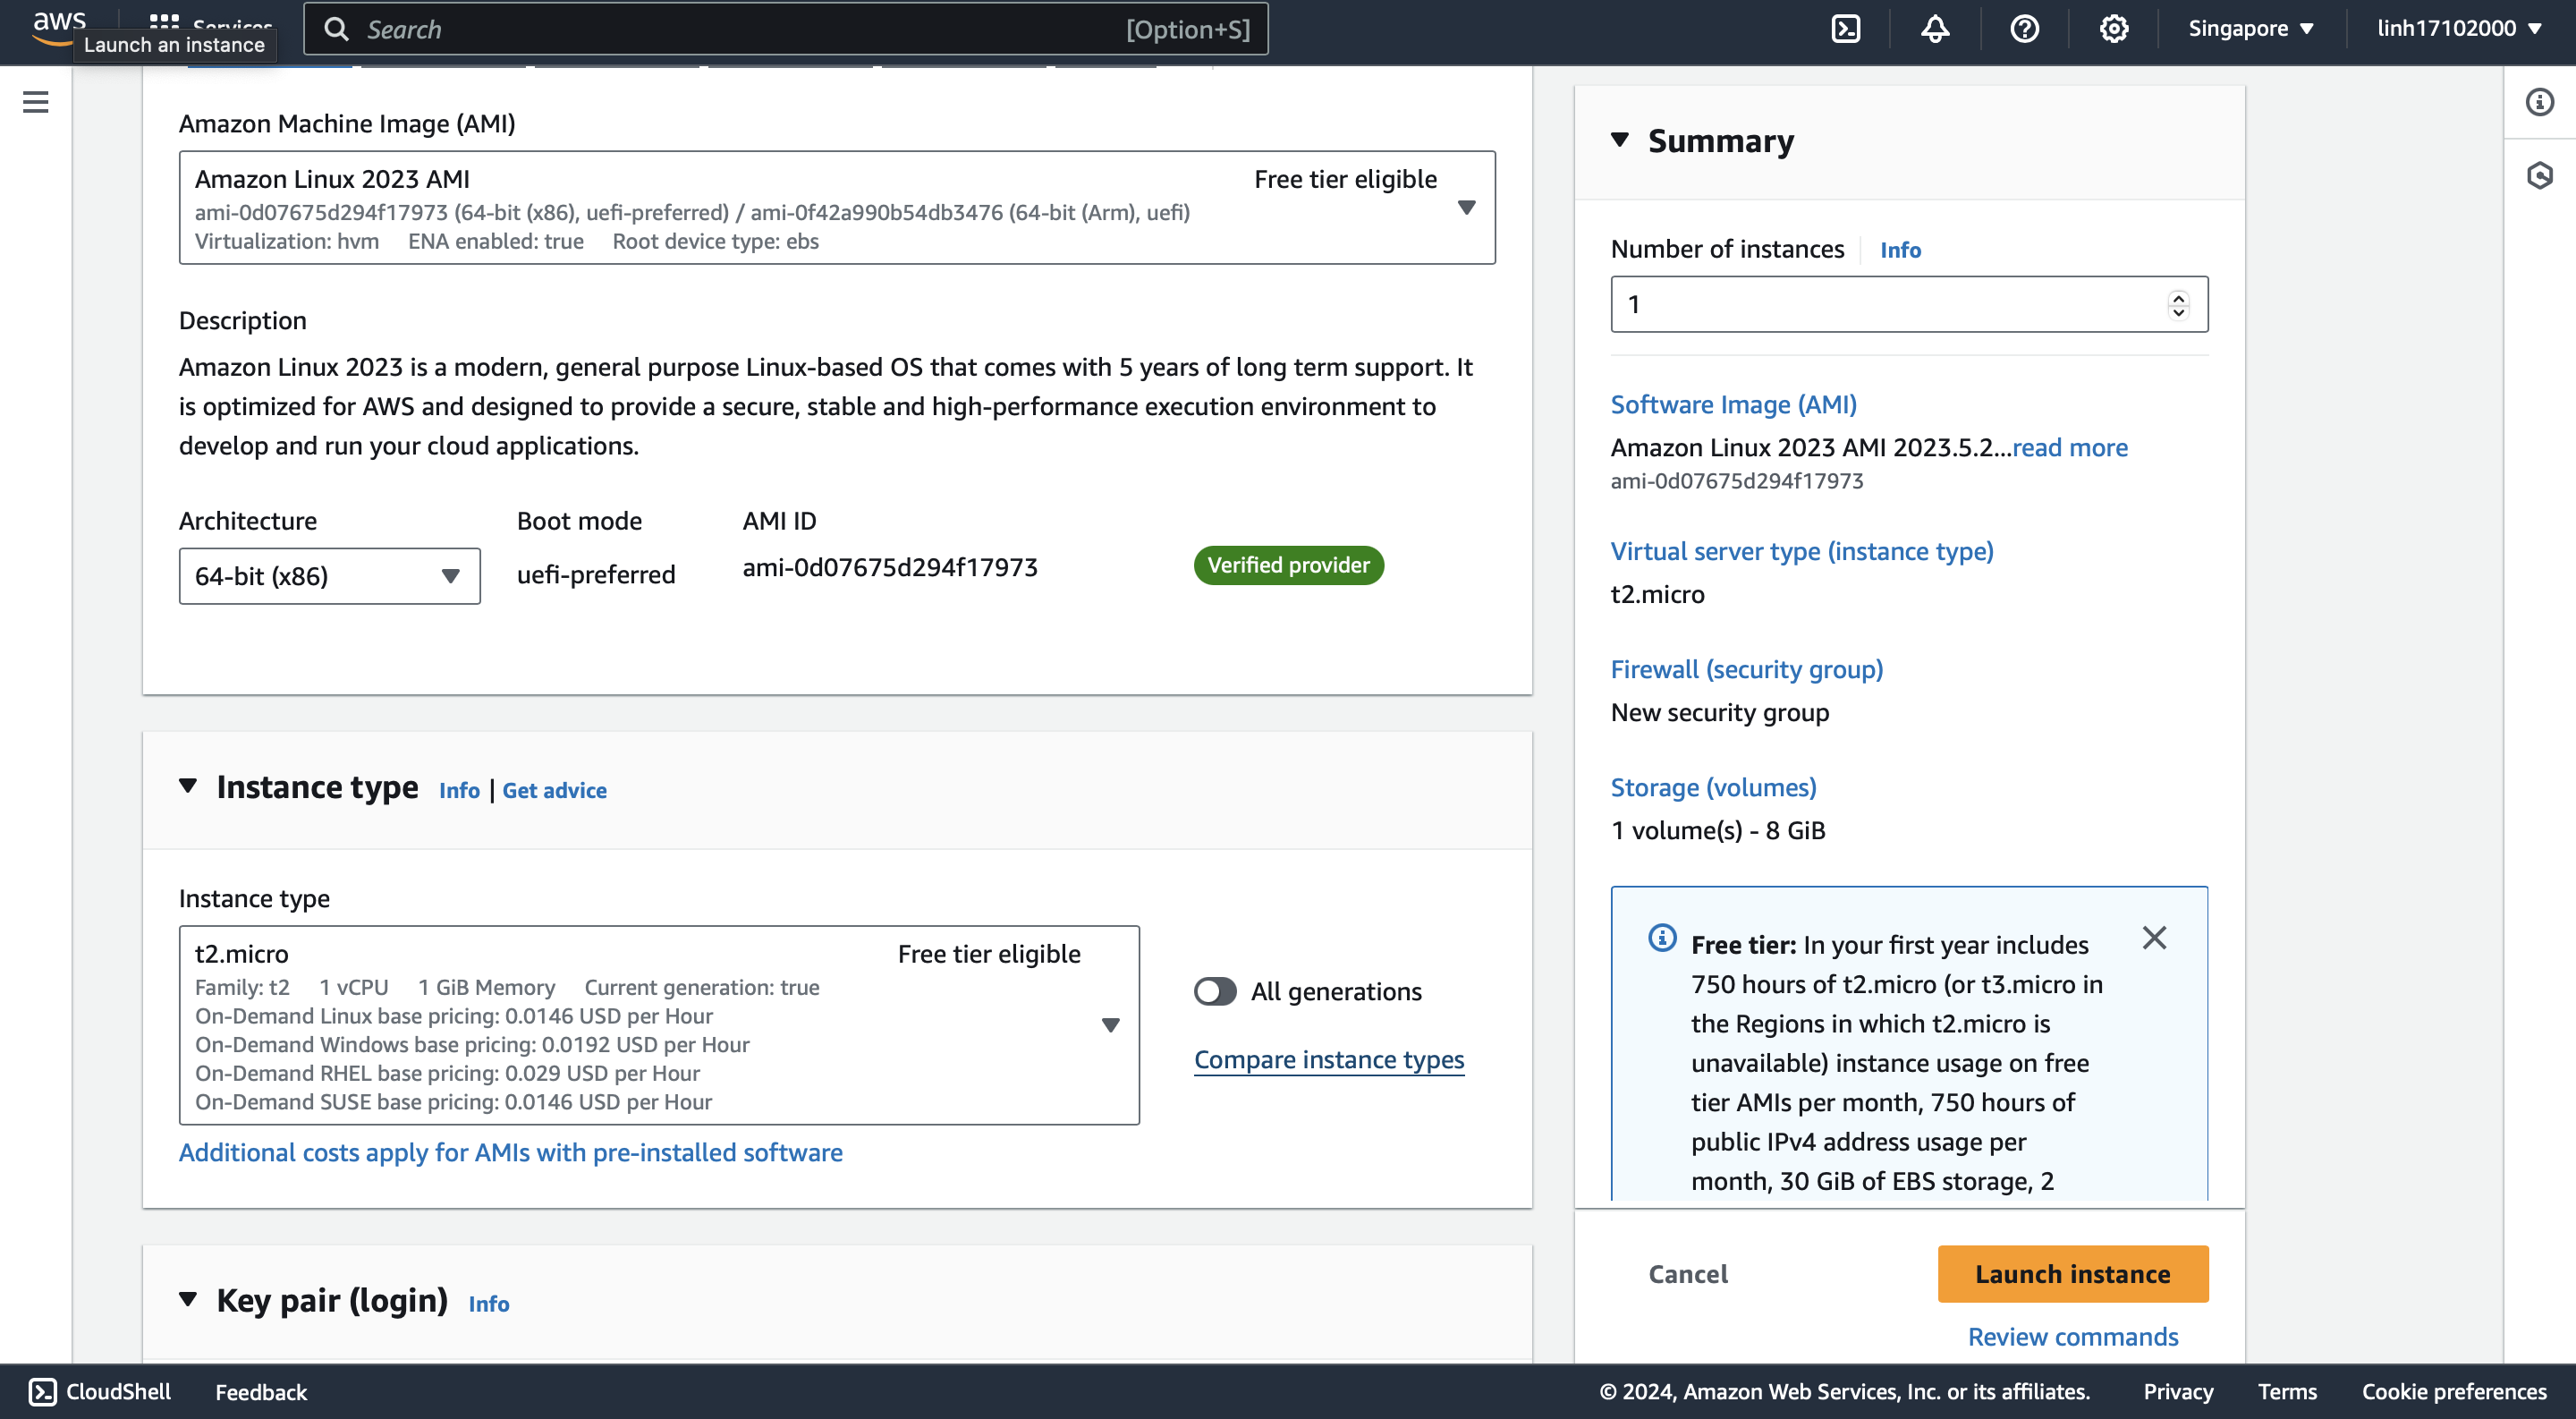 aws
Services
Launch an instance
Search
[Option+S]
Singapore
linh17102000
Amazon Machine Image (AMI)
Amazon Linux 2023 AMI
Free tier eligible
ami-0d07675d294f17973 (64-bit (x86), uefi-preferred) / ami-0f42a990b54db3476 (64-bit (Arm), uefi)
Virtualization: hvm ENA enabled: true Root device type: ebs
Description
Amazon Linux 2023 is a modern, general purpose Linux-based OS that comes with 5 years of long term support. It
is optimized for AWS and designed to provide a secure, stable and high-performance execution environment to
develop and run your cloud applications.
Architecture
Boot mode
AMI ID
64-bit (x86)
uefi-preferred
ami-0d07675d294f17973
Verified provider
Instance type Info | Get advice
Instance type
t2.micro
Free tier eligible
Family: t2 1 vCPU 1 GiB Memory Current generation: true
On-Demand Linux base pricing: 0.0146 USD per Hour
On-Demand Windows base pricing: 0.0192 USD per Hour
On-Demand RHEL base pricing: 0.029 USD per Hour
On-Demand SUSE base pricing: 0.0146 USD per Hour
All generations
Compare instance types
Additional costs apply for AMIs with pre-installed software
Key pair (login) Info
Summary
Number of instances Info
1
Software Image (AMI)
Amazon Linux 2023 AMI 2023.5.2...read more
ami-0d07675d294f17973
Virtual server type (instance type)
t2.micro
Firewall (security group)
New security group
Storage (volumes)
1 volume(s) - 8 GiB
Free tier: In your first year includes
750 hours of t2.micro (or t3.micro in
the Regions in which t2.micro is
unavailable) instance usage on free
tier AMIs per month, 750 hours of
public IPv4 address usage per
month, 30 GiB of EBS storage, 2
Cancel
Launch instance
Review commands
CloudShell
Feedback
© 2024, Amazon Web Services, Inc. or its affiliates.
Privacy
Terms
Cookie preferences